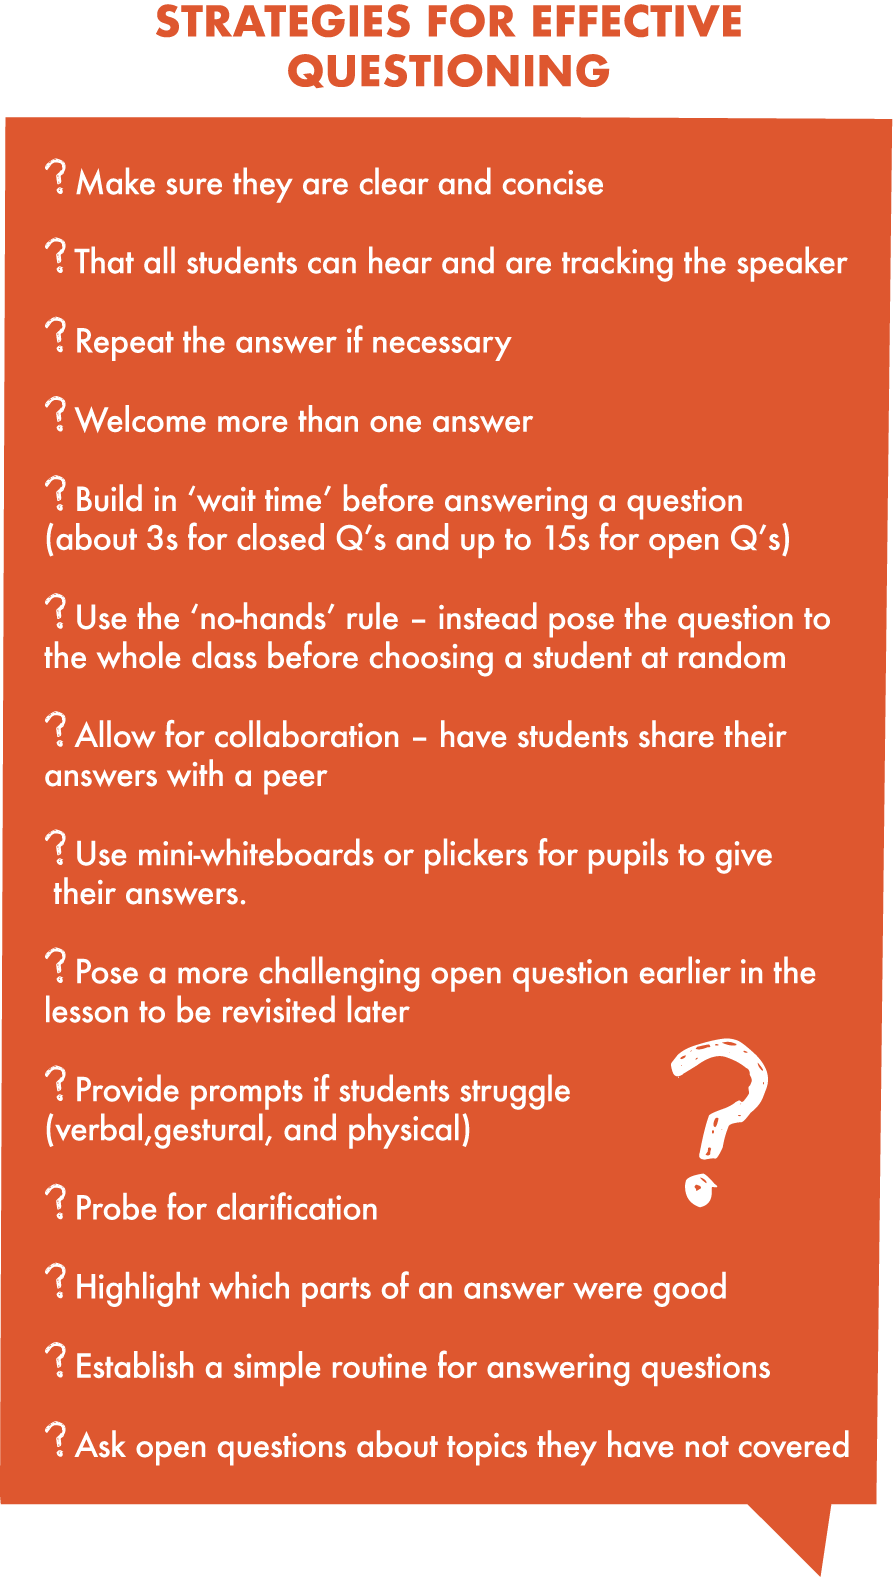 STRATEGIES FOR EFFECTIVE
QUESTIONING
? Make sure they are clear and concise
? That all students can hear and are tracking the speaker
? Repeat the answer if necessary
? Welcome more than one answer
? Build in ‘wait time’ before answering a question
(about 3s for closed Q’s and up to 15s for open Q’s)
? Use the ‘no-hands’ rule – instead pose the question to
the whole class before choosing a student at random
? Allow for collaboration – have students share their
answers with a peer
? Use mini-whiteboards or plickers for pupils to give
their answers.
? Pose a more challenging open question earlier in the
lesson to be revisited later
? Provide prompts if students struggle
(verbal,gestural, and physical)
?
? Probe for clarification
? Highlight which parts of an answer were good
? Establish a simple routine for answering questions
? Ask open questions about topics they have not covered